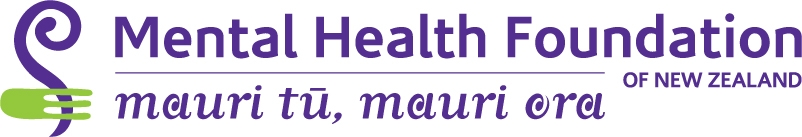 Mental Health Foundation
OF NEW ZEALAND
mauri tū, mauri ora